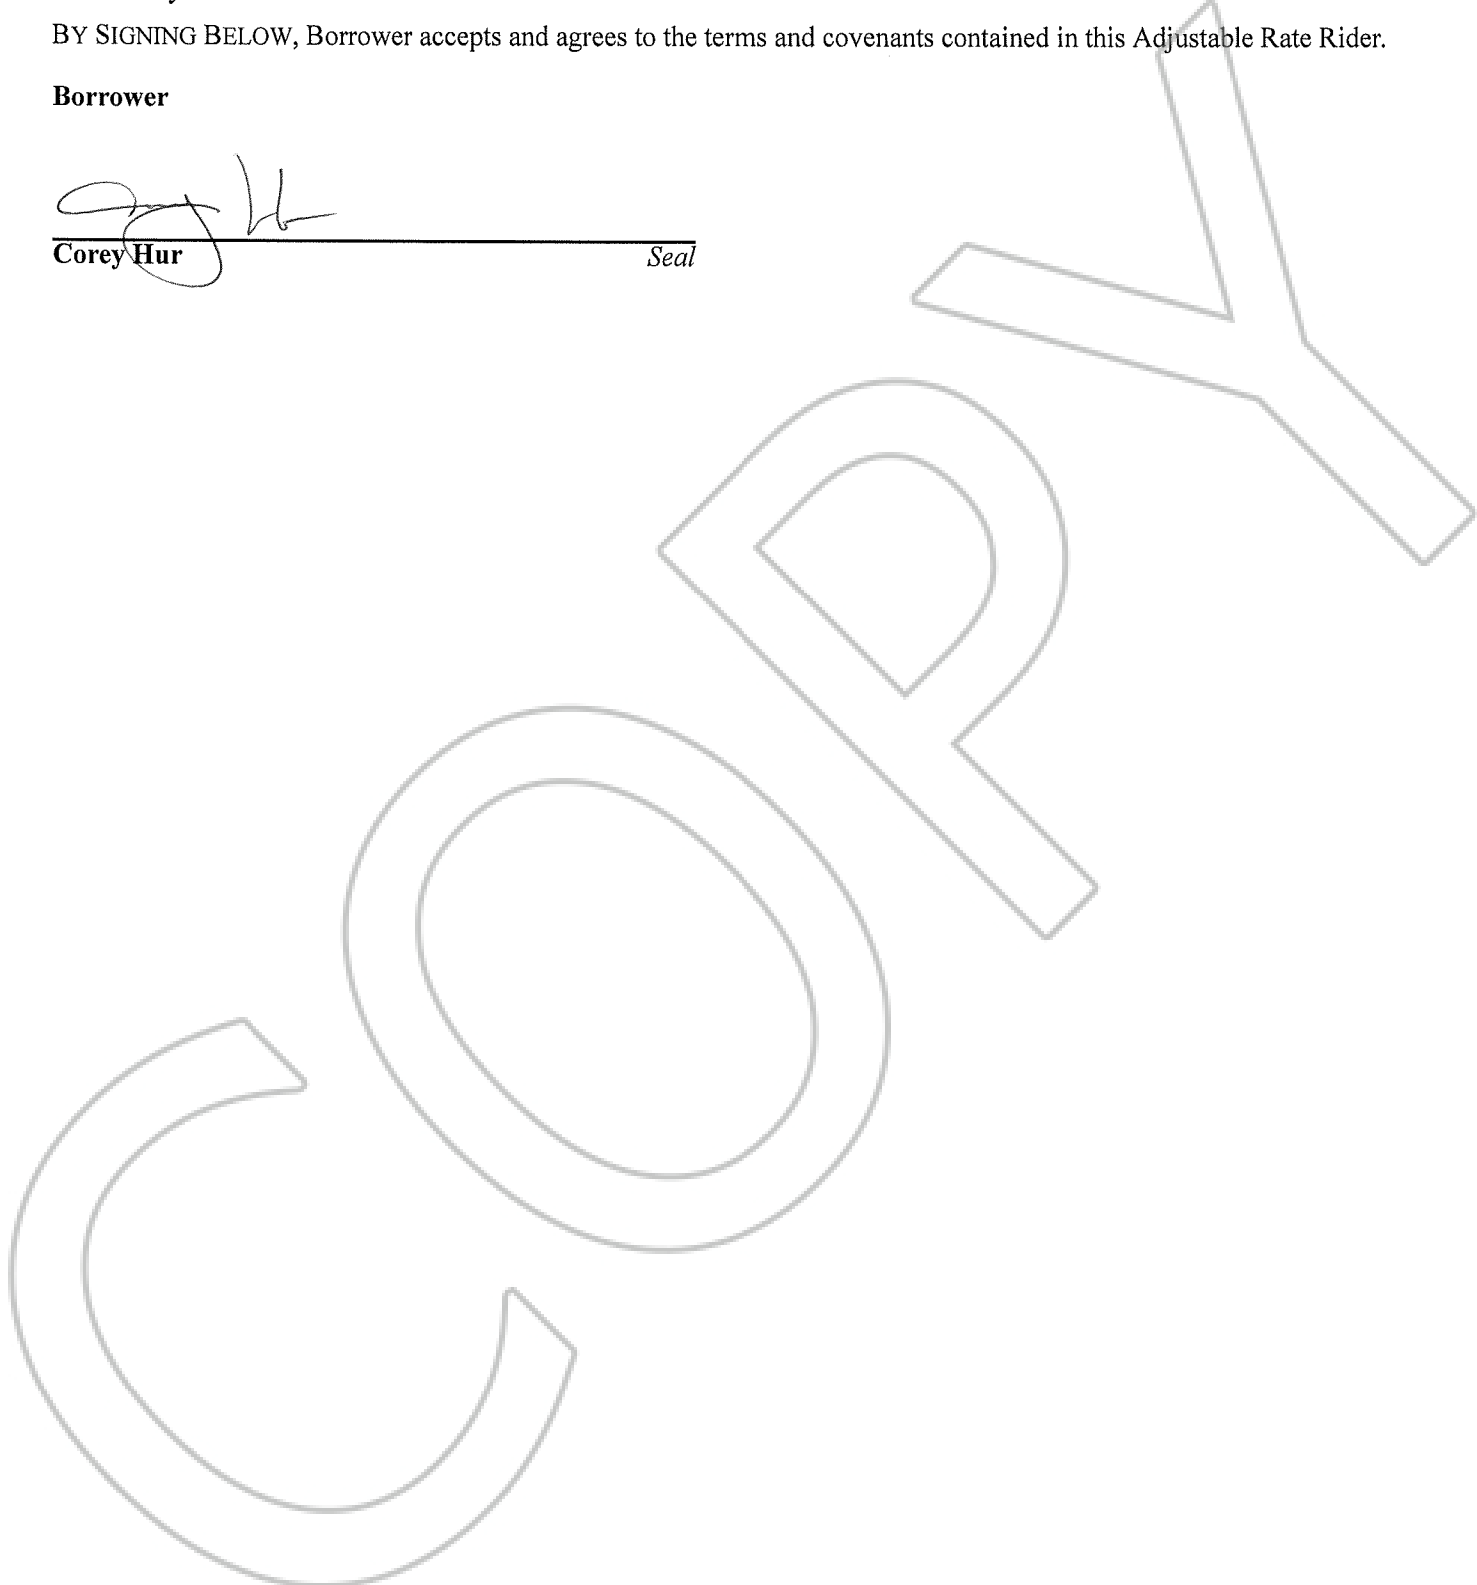 BY SIGNING BELOW, Borrower accepts and agrees to the terms and covenants contained in this Adjustable Rate Rider.
Borrower
Corey Hur Seal
COPY